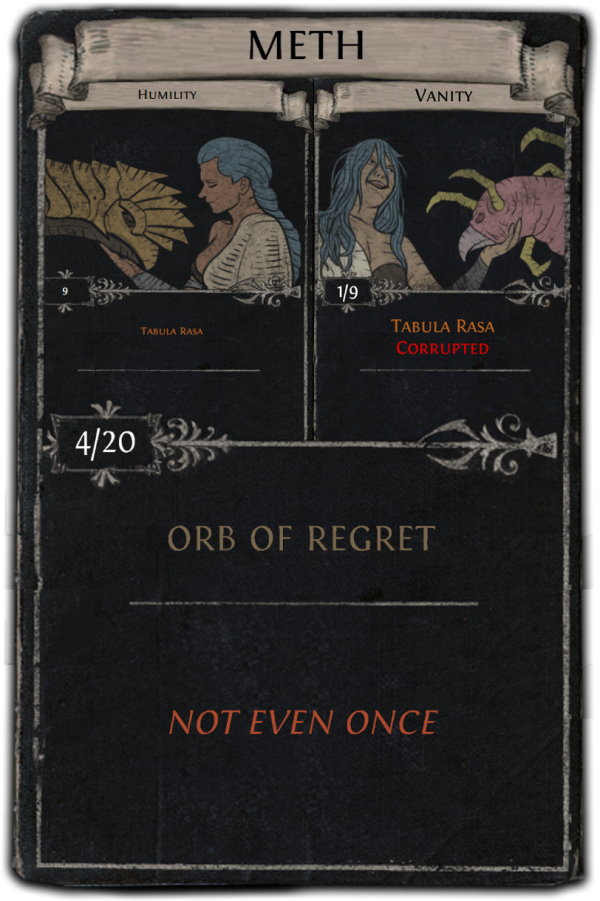 METH
Humility
Vanity
9
1/9
Tabula Rasa
Tabula Rasa
Corrupted
4/20
ORB OF REGRET
NOT EVEN ONCE